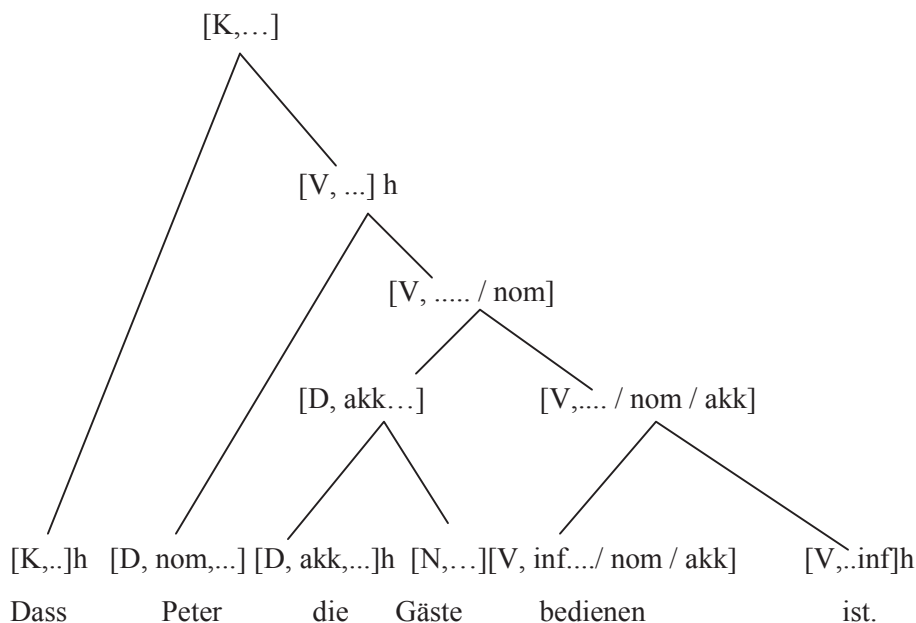 [K,…]
[V, ...] h
[V, ..... / nom]
[D, akk…] [V,.... / nom / akk]
[K,..]h [D, nom,...] [D, akk,...]h [N,…][V, inf..../ nom / akk] [V,..inf]h
Dass Peter die Gäste bedienen ist.